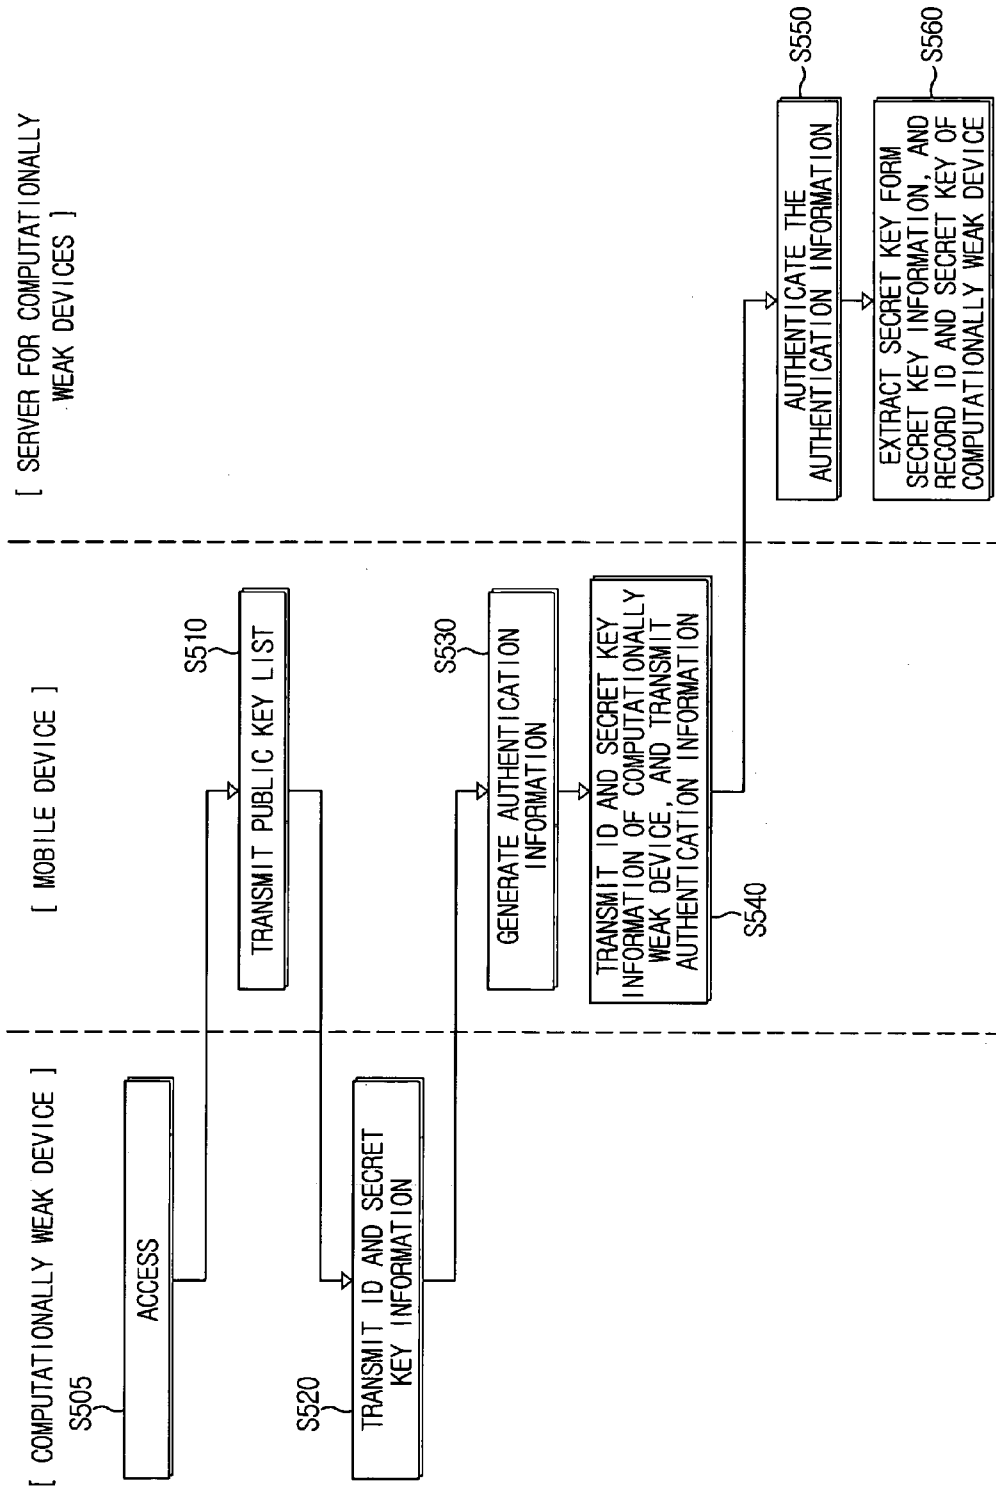 [ COMPUTATIONALLY WEAK DEVICE ]
[ MOBILE DEVICE ]
[ SERVER FOR COMPUTATIONALLY
WEAK DEVICES ]
S505
ACCESS
S510
TRANSMIT PUBLIC KEY LIST
S520
TRANSMIT ID AND SECRET
KEY INFORMATION
S530
GENERATE AUTHENTICATION
INFORMATION
TRANSMIT ID AND SECRET KEY
INFORMATION OF COMPUTATIONALLY
WEAK DEVICE, AND TRANSMIT
AUTHENTICATION INFORMATION
S540
S550
AUTHENTICATE THE
AUTHENTICATION INFORMATION
S560
EXTRACT SECRET KEY FORM
SECRET KEY INFORMATION, AND
RECORD ID AND SECRET KEY OF
COMPUTATIONALLY WEAK DEVICE